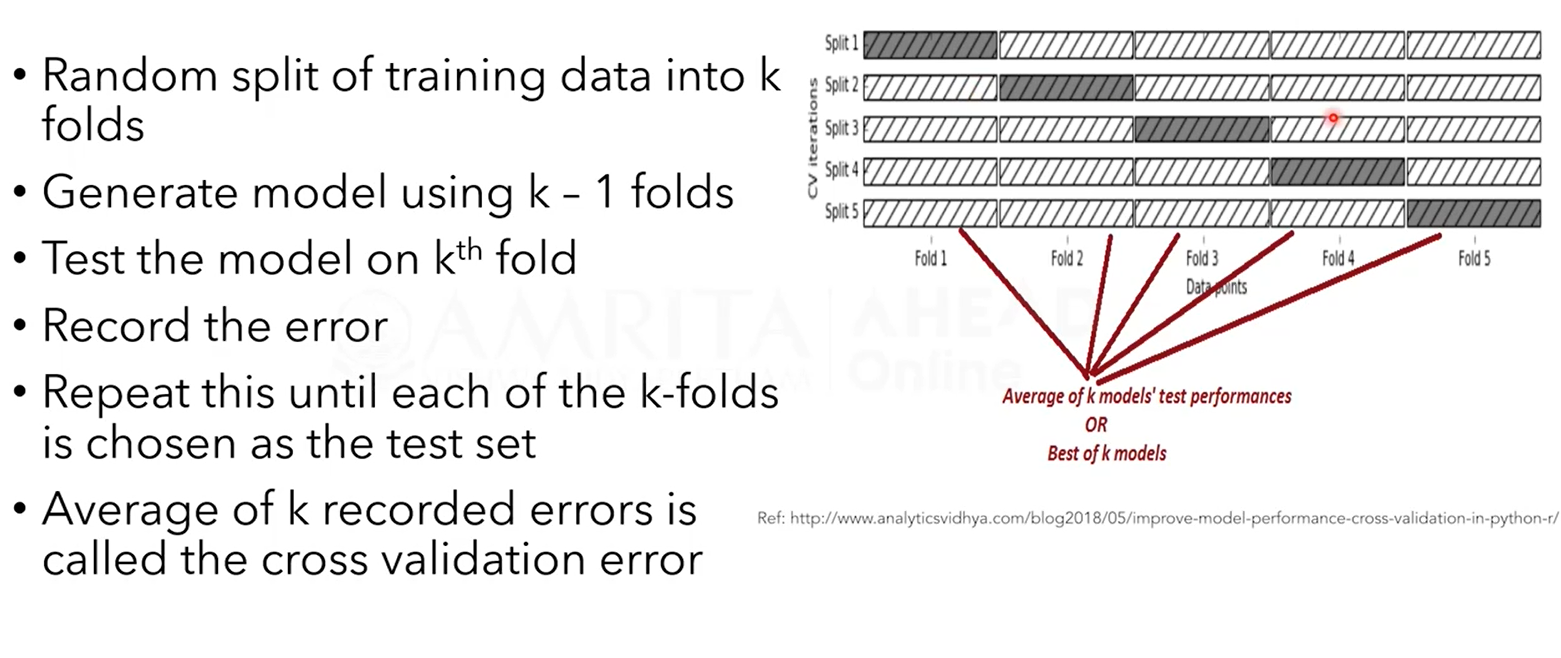 • Random split of training data into k
folds
• Generate model using k – 1 folds
• Test the model on kth fold
• Record the error
• Repeat this until each of the k-folds
is chosen as the test set
• Average of k recorded errors is
called the cross validation error
CV iterations
Split 1
Split 2
Split 3
Split 4
Split 5
Fold 1 Fold 2 Fold 3 Fold 4 Fold 5
Data points
Average of k models' test performances
OR
Best of k models
Ref: http://www.analyticsvidhya.com/blog2018/05/improve-model-performance-cross-validation-in-python-r/
AMRITA
AHEAD
Online